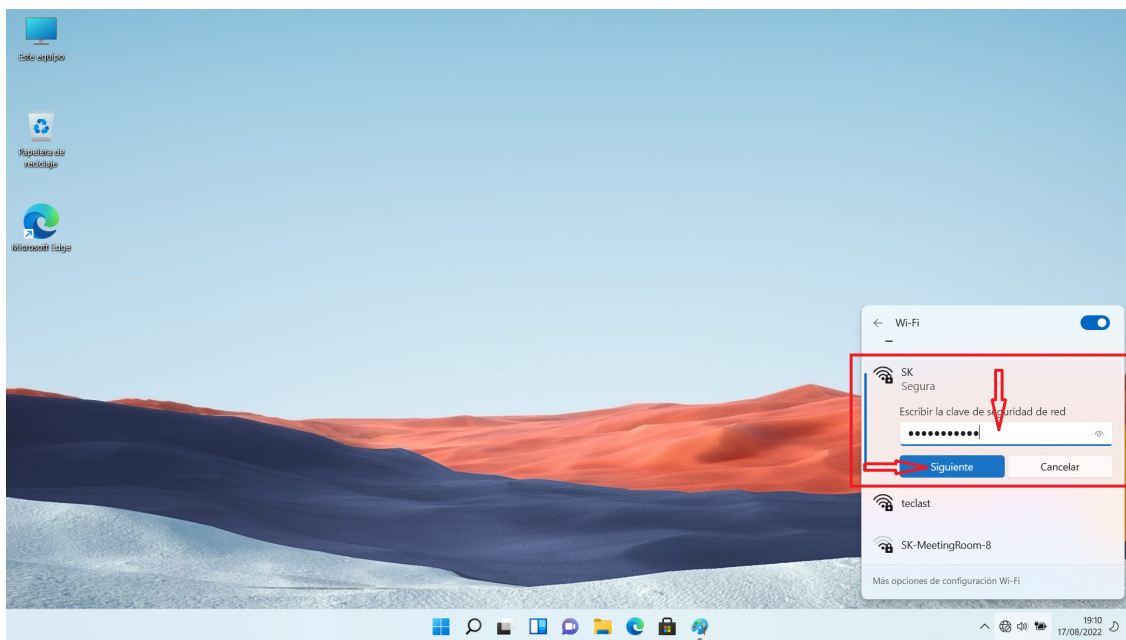 Este equipo
Papelera de
reciclaje
Microsoft Edge
Wi-Fi
SK
Segura
Escribir la clave de seguridad de red
●●●●●●●●●●●
Siguiente
Cancelar
teclast
SK-MeetingRoom-8
Más opciones de configuración Wi-Fi
19:10
17/08/2022